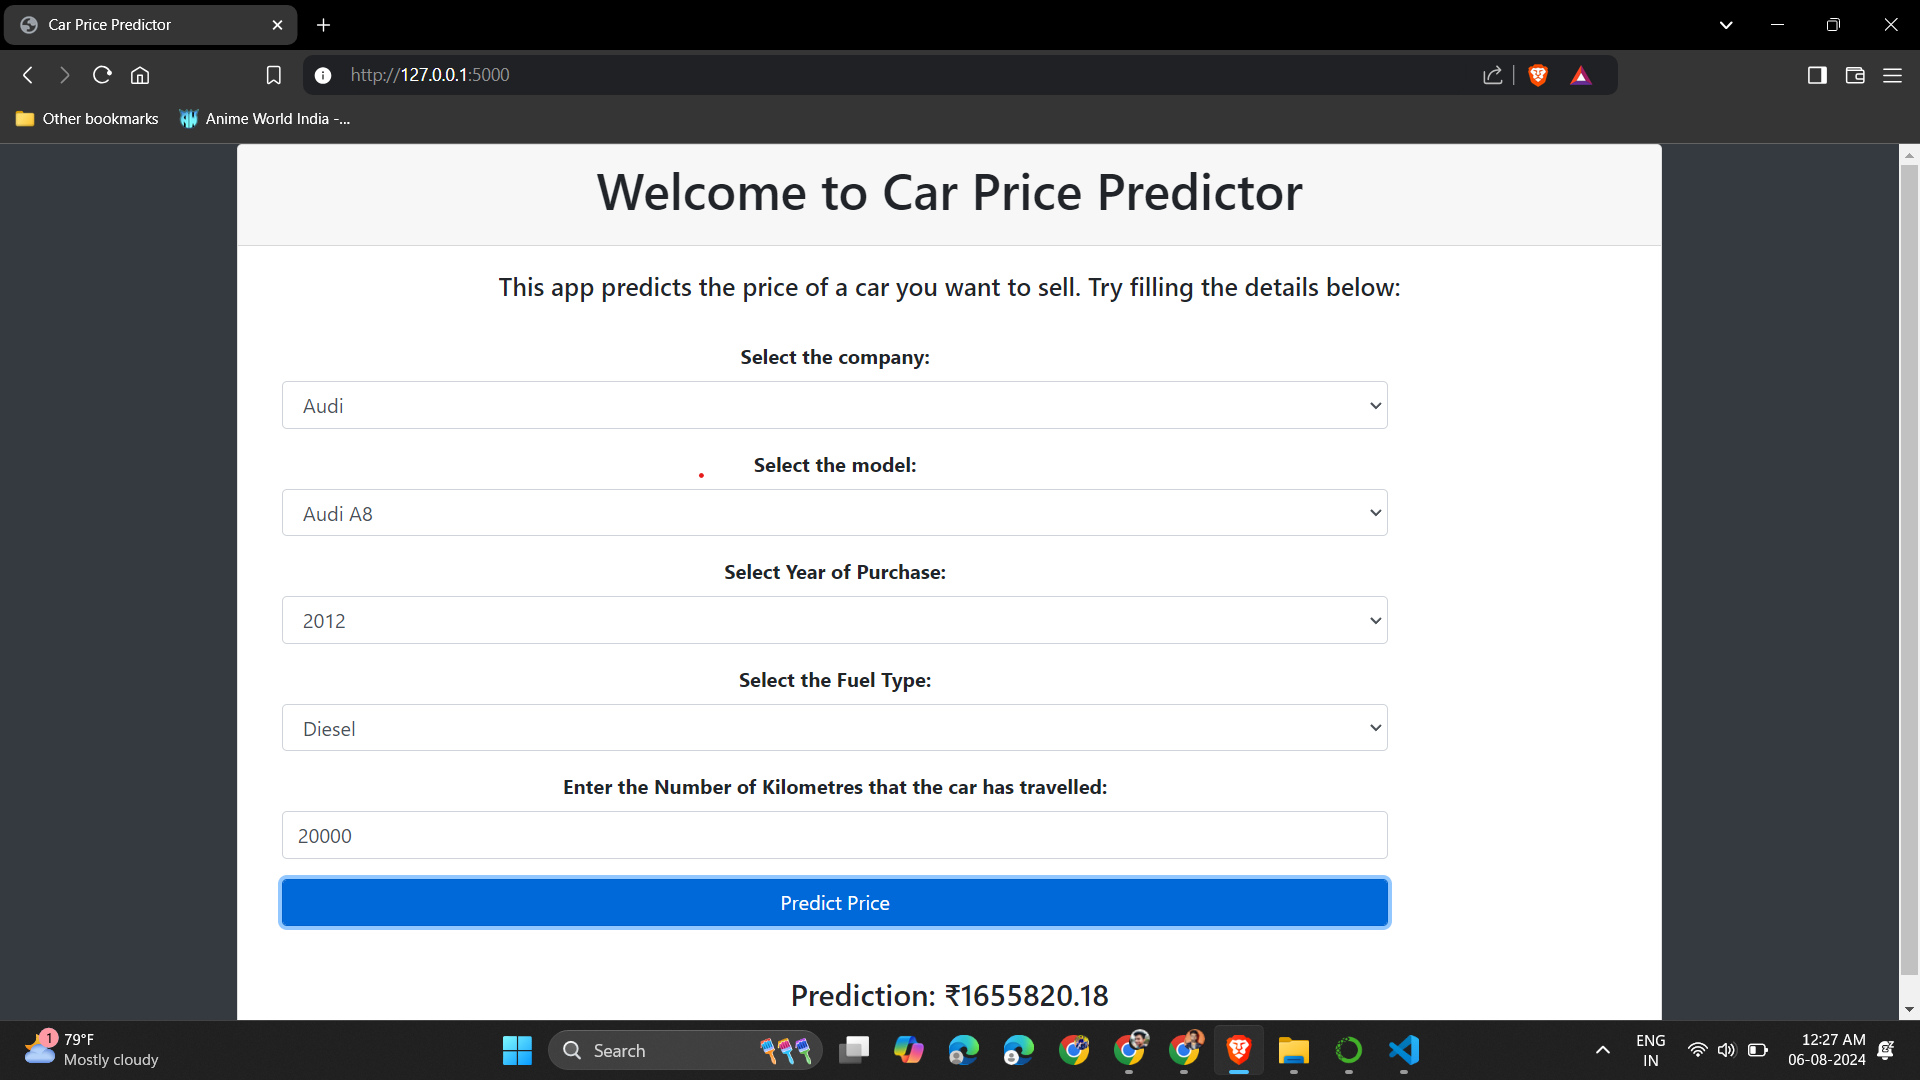 Car Price Predictor
http://127.0.0.1:5000
Other bookmarks
Anime World India -...
Welcome to Car Price Predictor
This app predicts the price of a car you want to sell. Try filling the details below:
Select the company:
Audi
Select the model:
Audi A8
Select Year of Purchase:
2012
Select the Fuel Type:
Diesel
Enter the Number of Kilometres that the car has travelled:
20000
Predict Price
Prediction: ₹1655820.18
1
79°F
Mostly cloudy
Search
ENG
IN
12:27 AM
06-08-2024